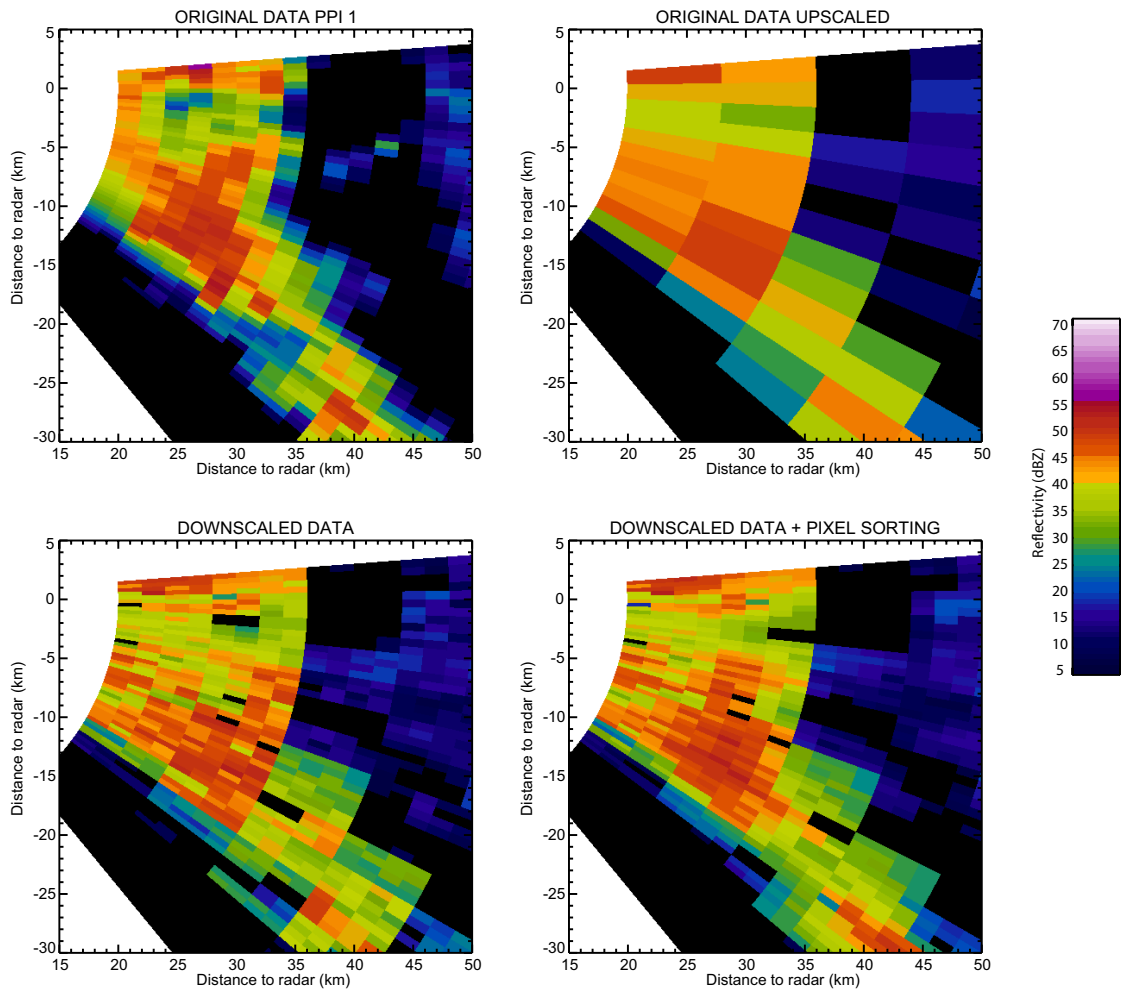 ORIGINAL DATA PPI 1
5
0
-5
-10
-15
-20
-25
-30
Distance to radar (km)
15 20 25 30 35 40 45 50
Distance to radar (km)
ORIGINAL DATA UPSCALED
5
0
-5
-10
-15
-20
-25
-30
Distance to radar (km)
15 20 25 30 35 40 45 50
Distance to radar (km)
70
65
60
55
50
45
40
35
30
25
20
15
10
5
Reflectivity (dBZ)
DOWNSCALED DATA
5
0
-5
-10
-15
-20
-25
-30
Distance to radar (km)
15 20 25 30 35 40 45 50
Distance to radar (km)
DOWNSCALED DATA + PIXEL SORTING
5
0
-5
-10
-15
-20
-25
-30
Distance to radar (km)
15 20 25 30 35 40 45 50
Distance to radar (km)